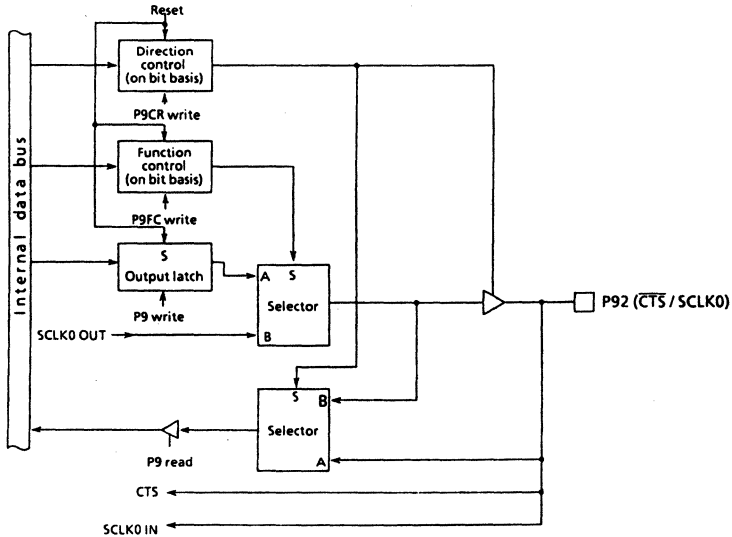 Reset
Direction
control
(on bit basis)
P9CR write
Function
control
(on bit basis)
P9FC write
S
Output latch
P9 write
SCLK0 OUT
A
S
Selector
B
P92 (CTS / SCLK0)
S
B
Selector
A
P9 read
CTS
SCLK0 IN
Internal data bus